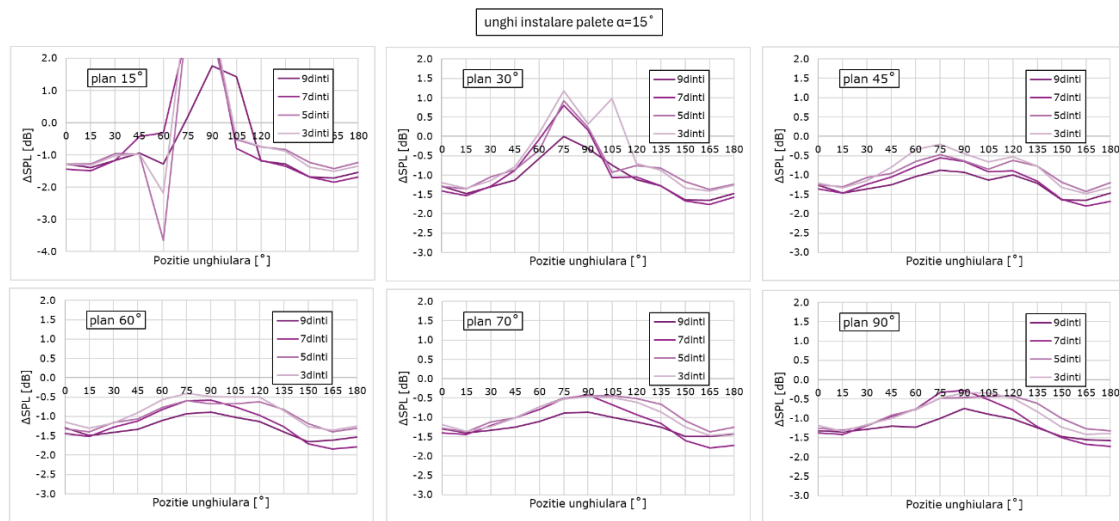 unghi instalare palete α=15˚
plan 15˚
9dinti
7dinti
5dinti
3dinti
2.0
1.0
0.0
-1.0
-2.0
-3.0
-4.0
0 15 30 45 60 75 90 105 120 135 150 165 180
ΔSPL [dB]
Pozitie unghiulara [˚]
plan 30˚
9dinti
7dinti
5dinti
3dinti
2.0
1.5
1.0
0.5
0.0
-0.5
-1.0
-1.5
-2.0
-2.5
-3.0
0 15 30 45 60 75 90 105 120 135 150 165 180
ΔSPL [dB]
Pozitie unghiulara [˚]
plan 45˚
9dinti
7dinti
5dinti
3dinti
2.0
1.5
1.0
0.5
0.0
-0.5
-1.0
-1.5
-2.0
-2.5
-3.0
0 15 30 45 60 75 90 105 120 135 150 165 180
ΔSPL [dB]
Pozitie unghiulara [˚]
plan 60˚
9dinti
7dinti
5dinti
3dinti
2.0
1.5
1.0
0.5
0.0
-0.5
-1.0
-1.5
-2.0
-2.5
-3.0
0 15 30 45 60 75 90 105 120 135 150 165 180
ΔSPL [dB]
Pozitie unghiulara [˚]
plan 70˚
9dinti
7dinti
5dinti
3dinti
2.0
1.5
1.0
0.5
0.0
-0.5
-1.0
-1.5
-2.0
-2.5
-3.0
0 15 30 45 60 75 90 105 120 135 150 165 180
ΔSPL [dB]
Pozitie unghiulara [˚]
plan 90˚
9dinti
7dinti
5dinti
3dinti
2.0
1.5
1.0
0.5
0.0
-0.5
-1.0
-1.5
-2.0
-2.5
-3.0
0 15 30 45 60 75 90 105 120 135 150 165 180
ΔSPL [dB]
Pozitie unghiulara [˚]